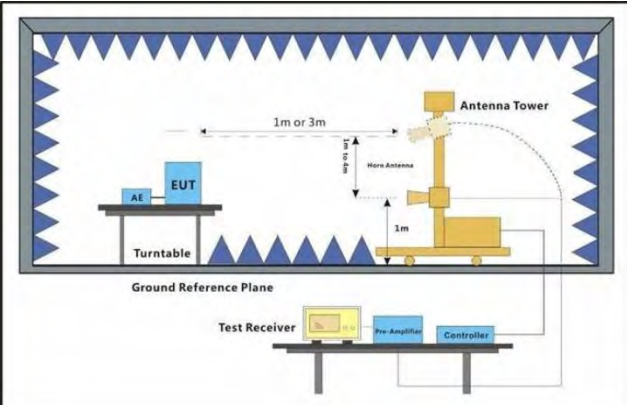 1m or 3m
Antenna Tower
1m to 4m
Horn Antenna
EUT
AE
1m
Turntable
Ground Reference Plane
Test Receiver
Pre-Amplifier
Controller